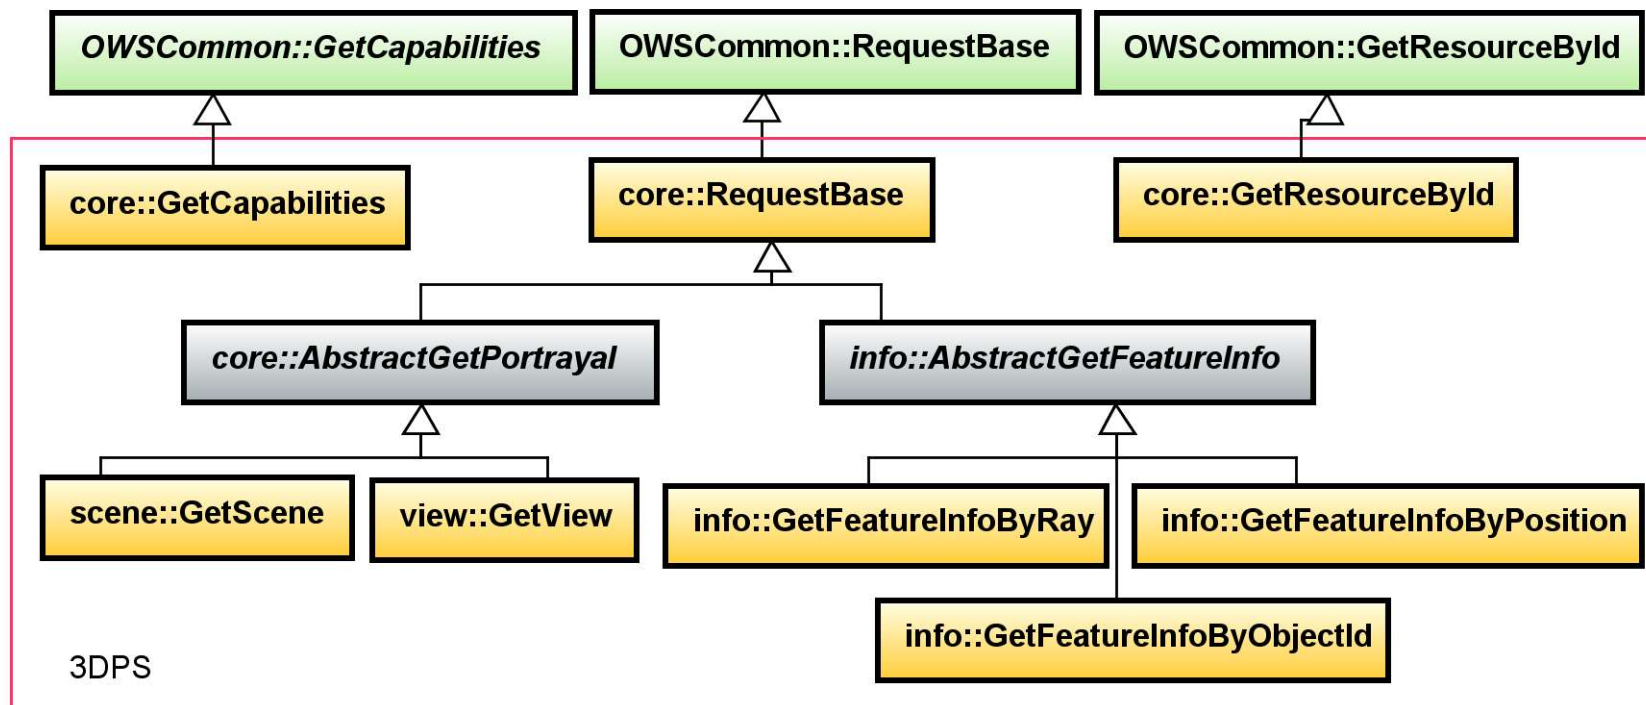 OWSCommon::GetCapabilities
OWSCommon::RequestBase
OWSCommon::GetResourceById
core::GetCapabilities
core::RequestBase
core::GetResourceById
core::AbstractGetPortrayal
info::AbstractGetFeatureInfo
scene::GetScene
view::GetView
info::GetFeatureInfoByRay
info::GetFeatureInfoByPosition
info::GetFeatureInfoByObjectId
3DPS